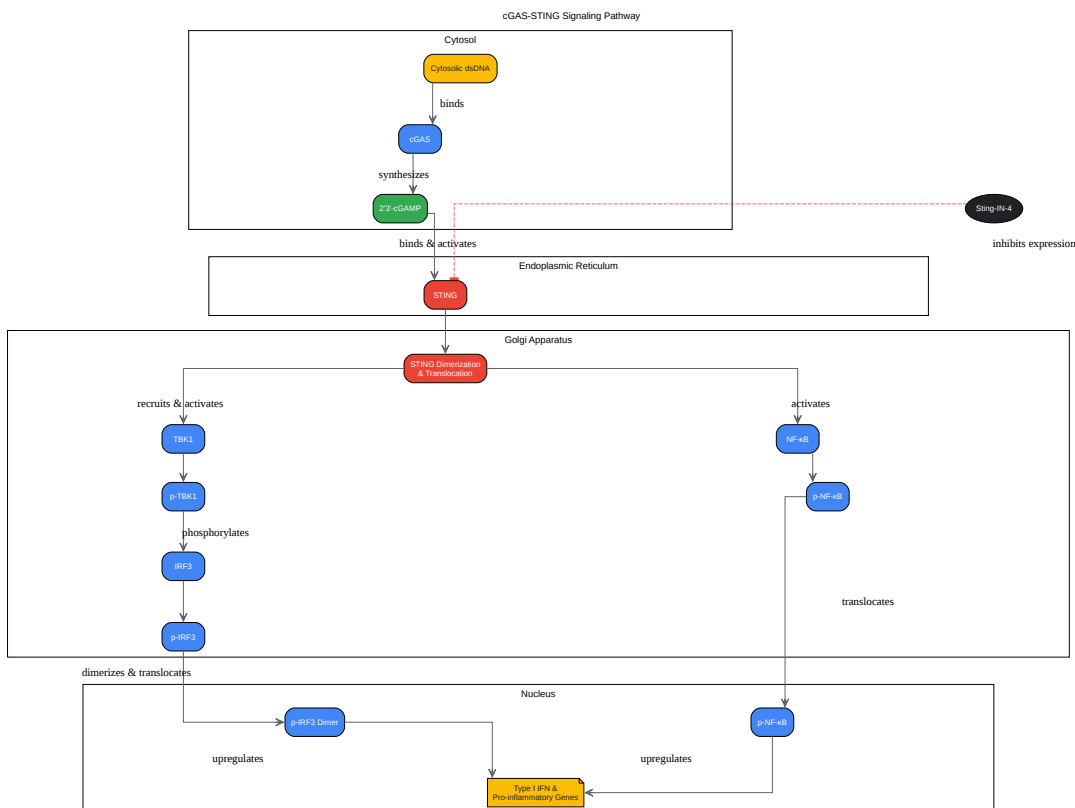 cGAS-STING Signaling Pathway
Cytosol
Cytosolic dsDNA
binds
cGAS
synthesizes
2'3'-cGAMP
Sting-IN-4
binds & activates
inhibits expression
Endoplasmic Reticulum
STING
Golgi Apparatus
STING Dimerization
& Translocation
recruits & activates
activates
TBK1
NF-κB
p-TBK1
p-NF-κB
phosphorylates
IRF3
translocates
p-IRF3
dimerizes & translocates
Nucleus
p-IRF3 Dimer
p-NF-κB
upregulates
upregulates
Type I IFN &
Pro-inflammatory Genes